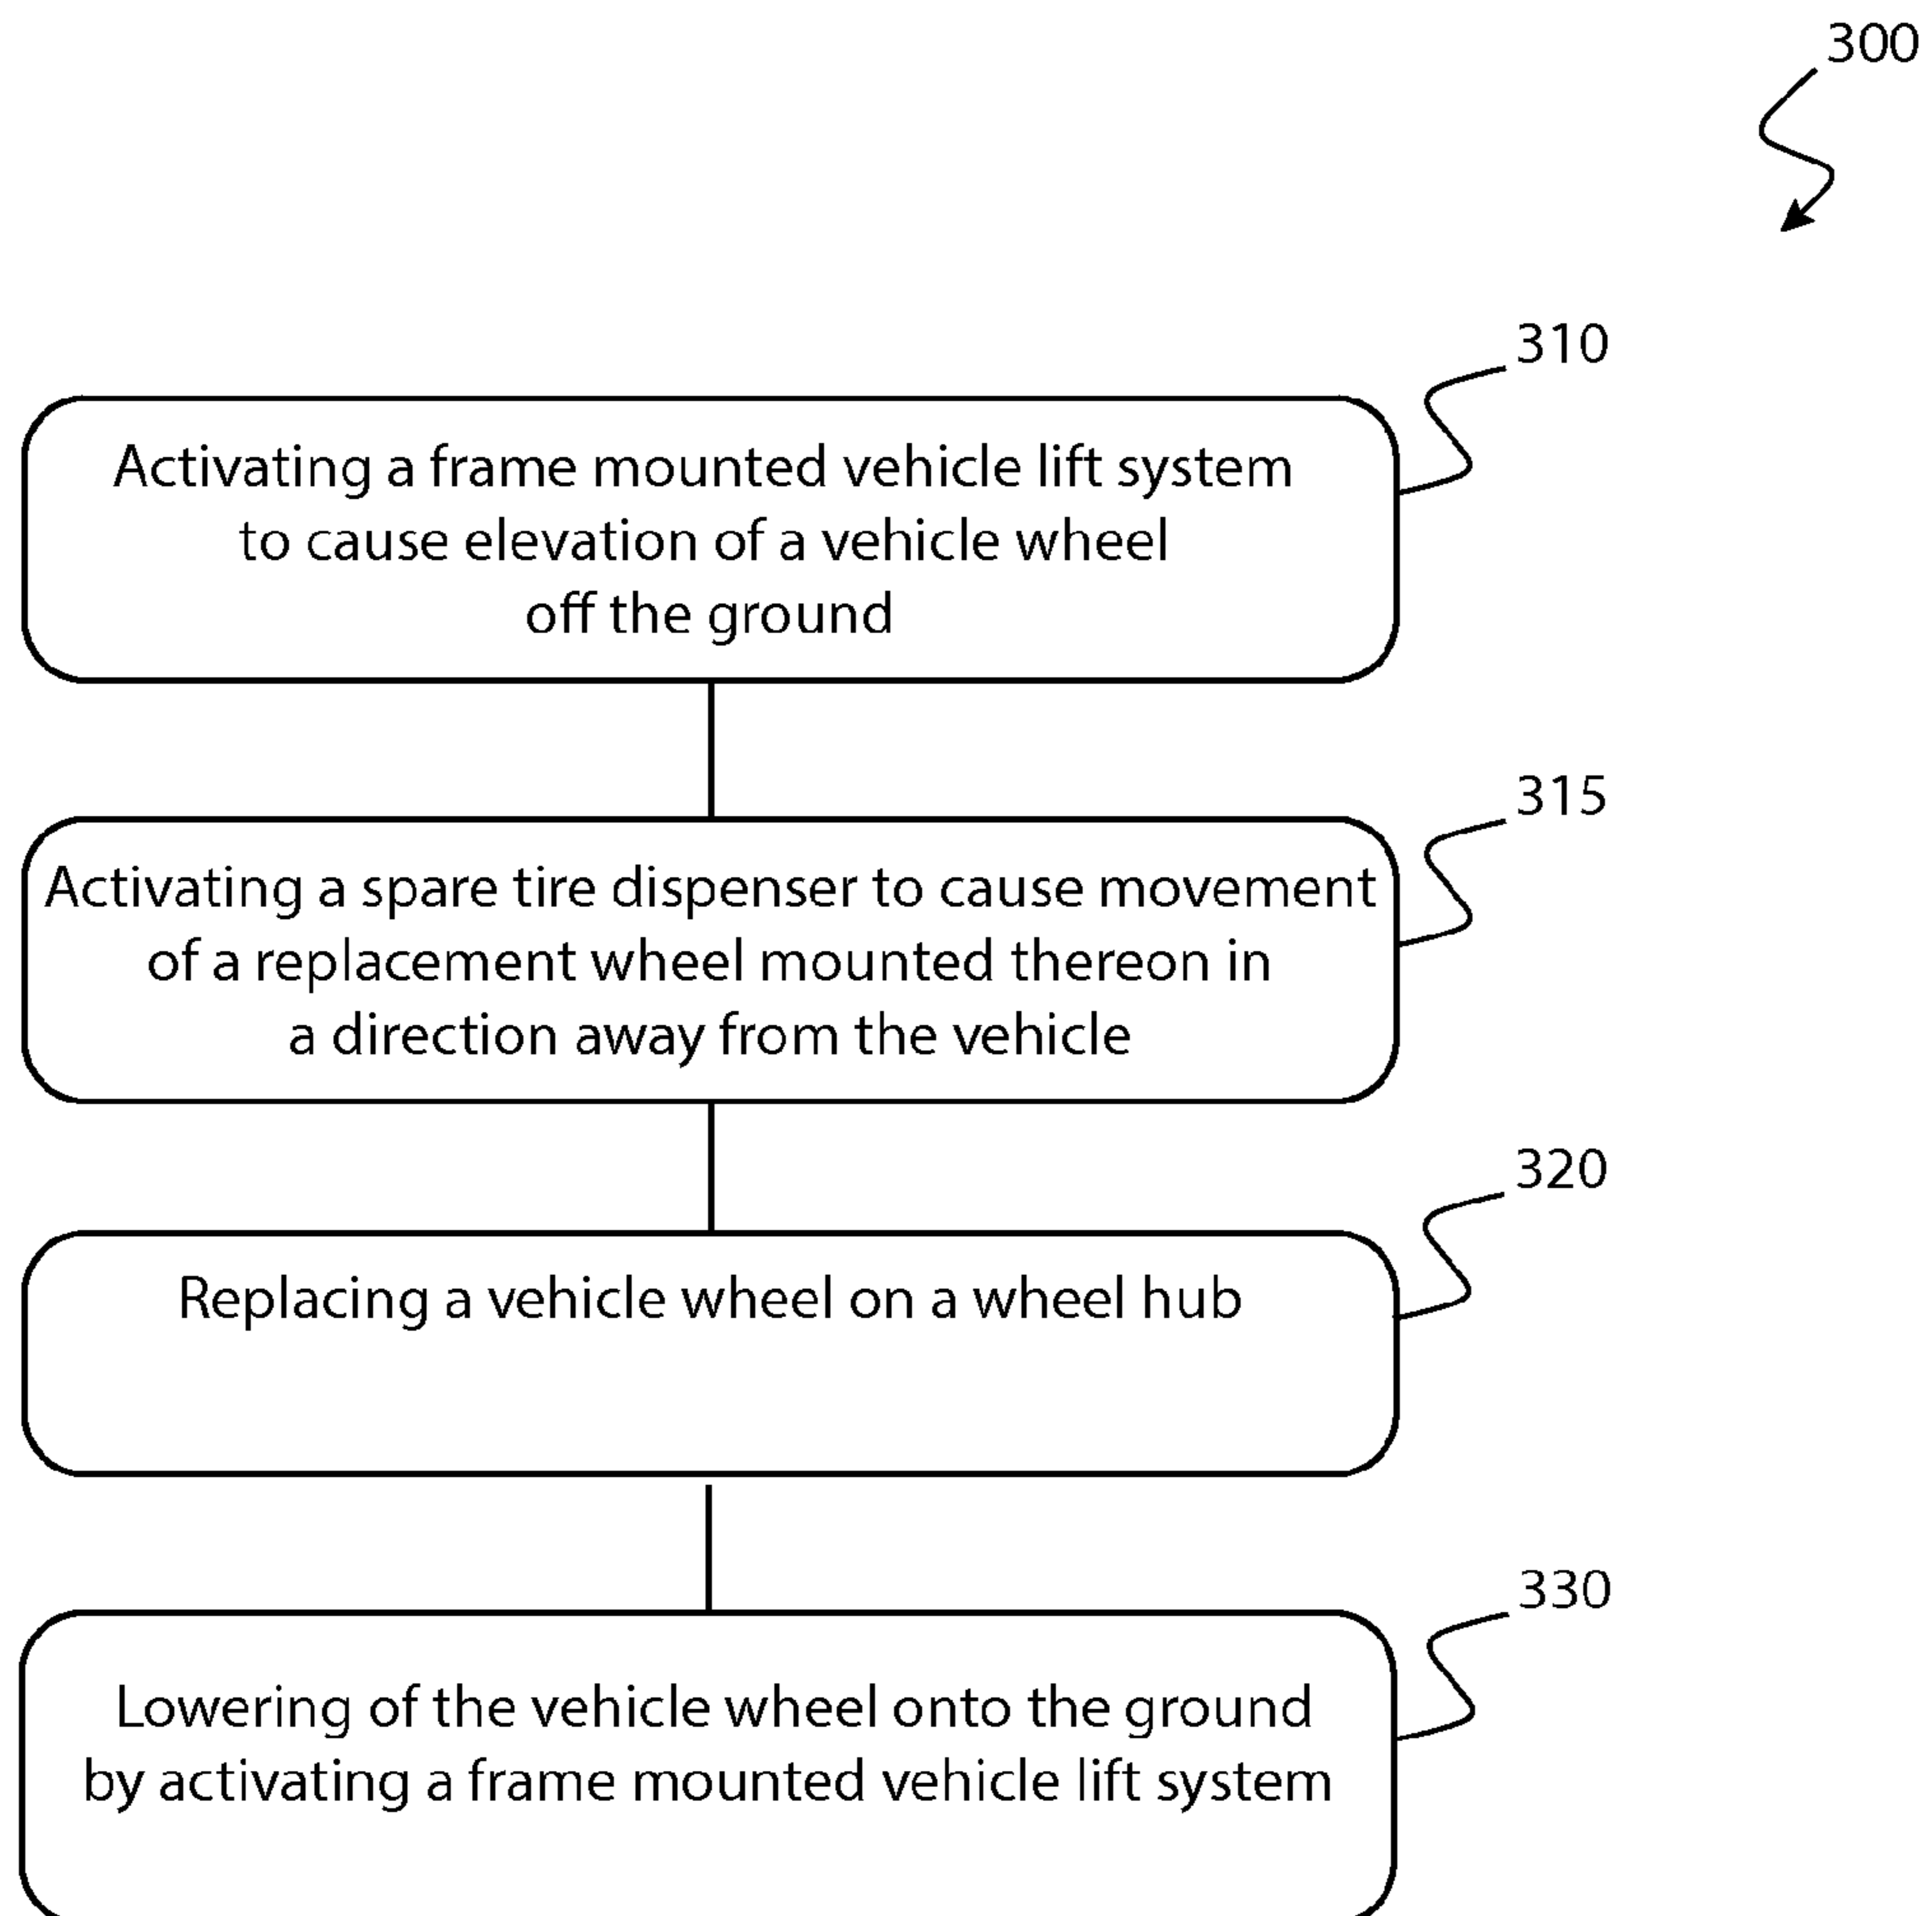 300
310
Activating a frame mounted vehicle lift system
to cause elevation of a vehicle wheel
off the ground
315
Activating a spare tire dispenser to cause movement
of a replacement wheel mounted thereon in
a direction away from the vehicle
320
Replacing a vehicle wheel on a wheel hub
330
Lowering of the vehicle wheel onto the ground
by activating a frame mounted vehicle lift system